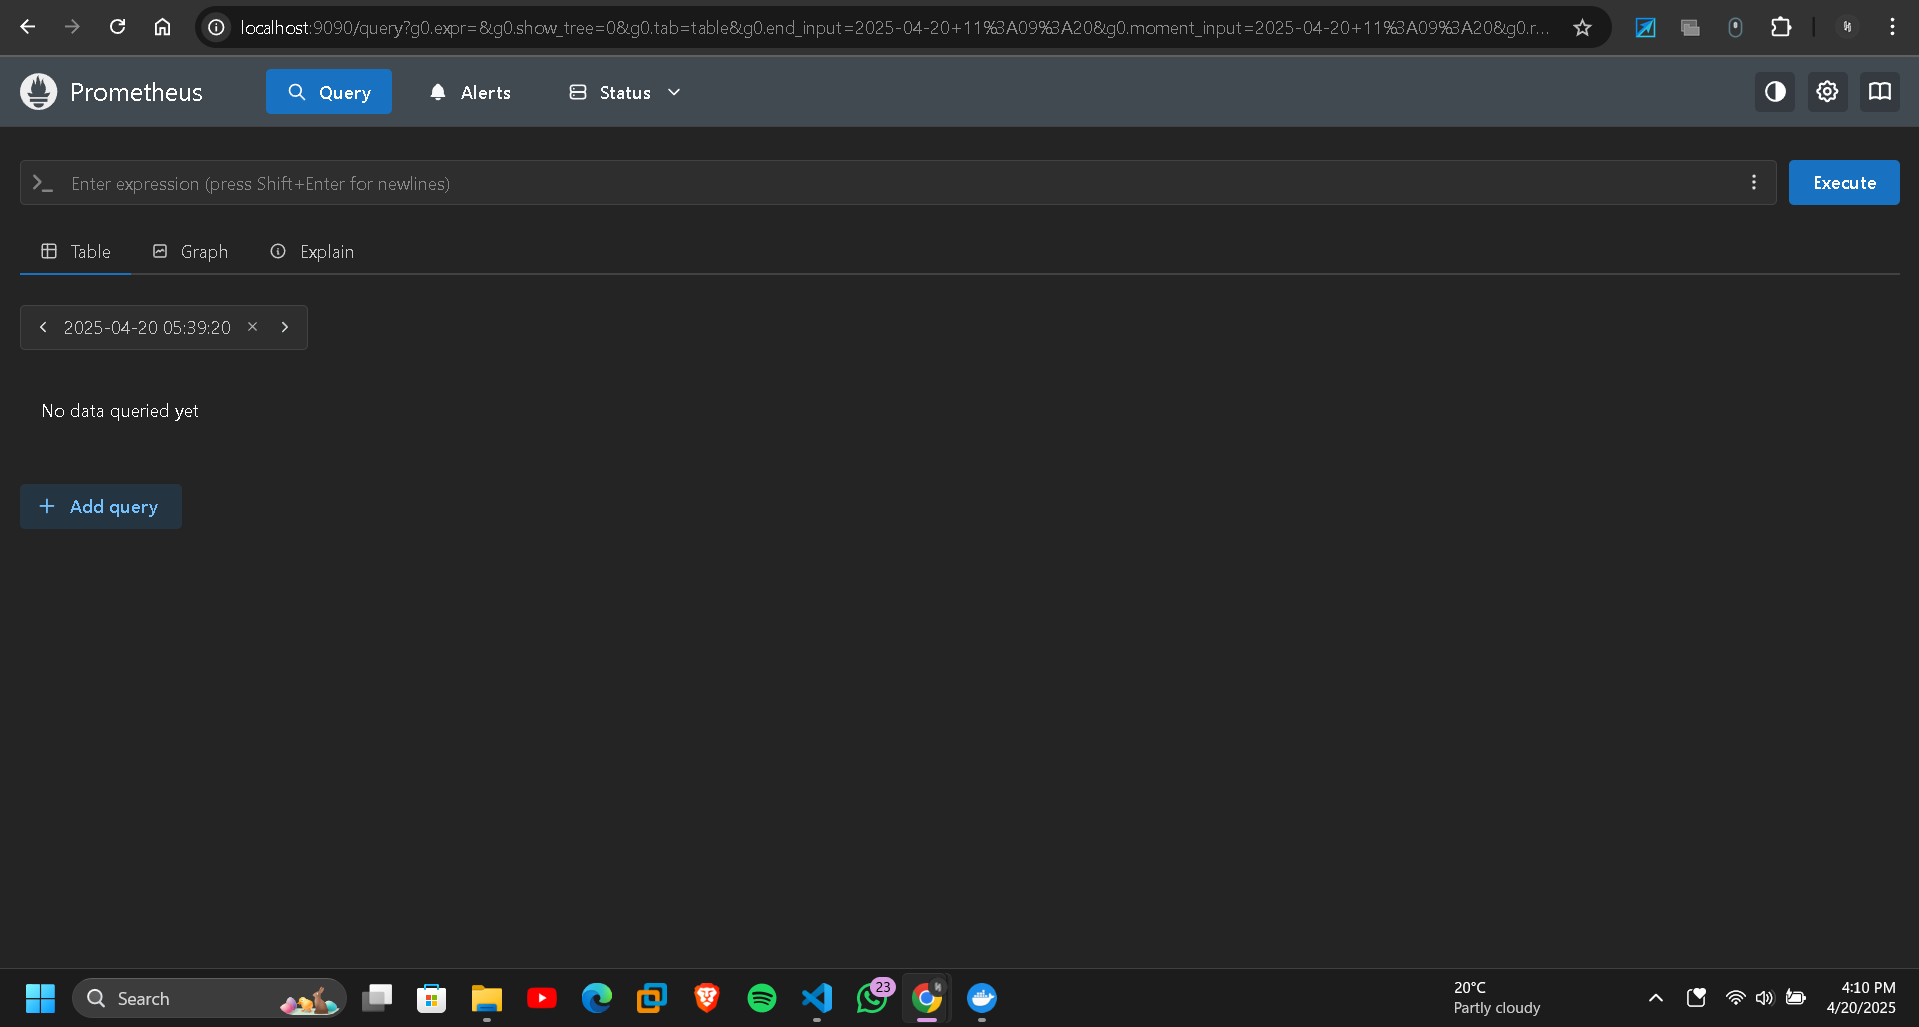 localhost:9090/query?g0.expr=&g0.show_tree=0&g0.tab=table&g0.end_input=2025-04-20+11%3A09%3A20&g0.moment_input=2025-04-20+11%3A09%3A20&g0.r...
Prometheus Query Alerts Status
Enter expression (press Shift+Enter for newlines) Execute
Table Graph Explain
2025-04-20 05:39:20
No data queried yet
Add query
Search
23
20°C
Partly cloudy
4:10 PM
4/20/2025